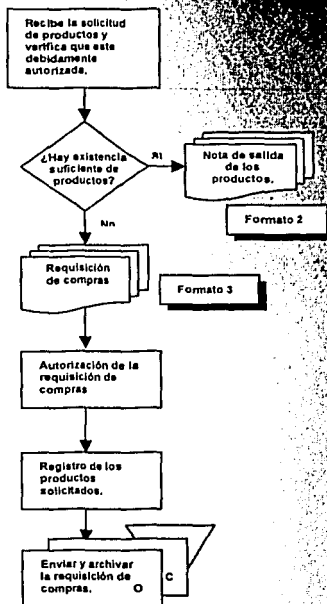 Recibe la solicitud
de productos y
verifica que este
debidamente
autorizada.
¿Hay existencia
suficiente de
productos?
Si
Nota de salida
de los
productos.
Formato 2
No
Requisición
de compras
Formato 3
Autorización de la
requisición de
compras
Registro de los
productos
solicitados.
Enviar y archivar
la requisición de
compras.
O
C